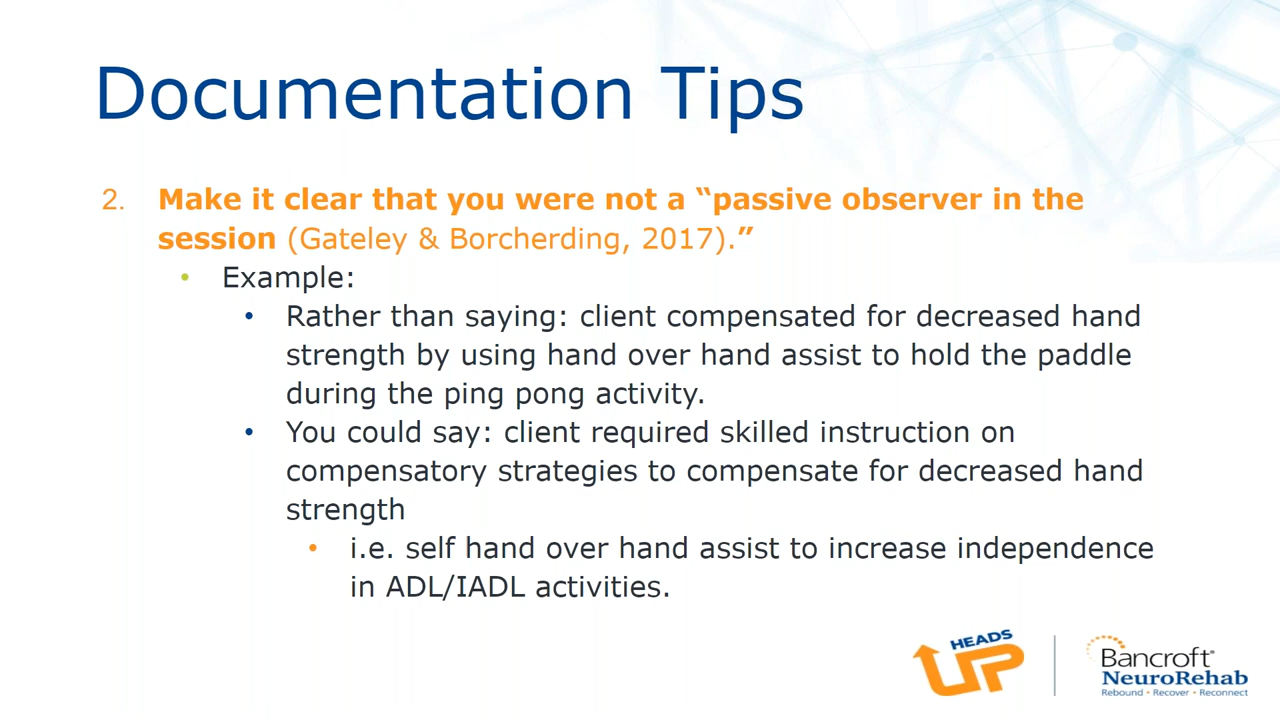 Documentation Tips
2. Make it clear that you were not a “passive observer in the
session (Gateley & Borcherding, 2017).”
• Example:
• Rather than saying: client compensated for decreased hand
strength by using hand over hand assist to hold the paddle
during the ping pong activity.
• You could say: client required skilled instruction on
compensatory strategies to compensate for decreased hand
strength
• i.e. self hand over hand assist to increase independence
in ADL/IADL activities.
HEADS
UP
Bancroft®
NeuroRehab
Rebound • Recover • Reconnect